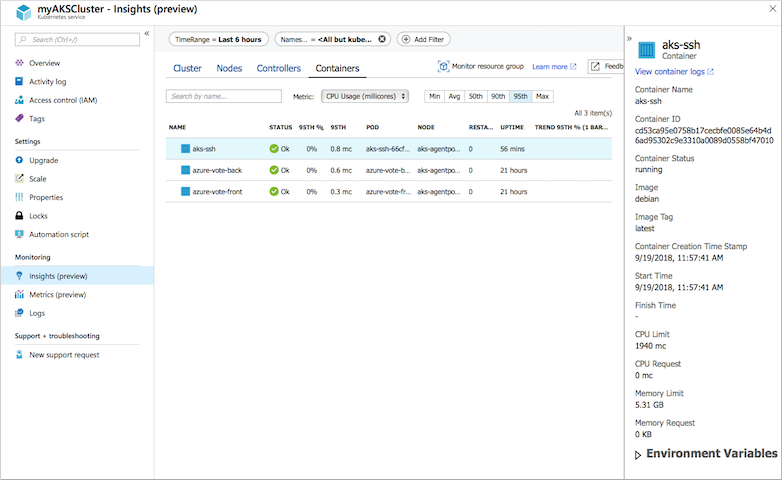 myAKSCluster - Insights (preview)
Kubernetes service
Search (Ctrl+/)
Overview
Activity log
Access control (IAM)
Tags
Settings
Upgrade
Scale
Properties
Locks
Automation script
Monitoring
Insights (preview)
Metrics (preview)
Logs
Support + troubleshooting
New support request
TimeRange = Last 6 hours
Names... = <All but kube...
Add Filter
Cluster Nodes Controllers Containers
Monitor resource group Learn more Feedb
Search by name...
Metric: CPU Usage (millicores)
Min Avg 50th 90th 95th Max
All 3 item(s)
NAME STATUS 95TH % 95TH POD NODE RESTA... UPTIME TREND 95TH % (1 BAR...
aks-ssh Ok 0% 0.8 mc aks-ssh-66cf... aks-agentpo... 0 56 mins
azure-vote-back Ok 0% 0.6 mc azure-vote-b... aks-agentpo... 0 21 hours
azure-vote-front Ok 0% 0.3 mc azure-vote-fr... aks-agentpo... 0 21 hours
aks-ssh
Container
View container logs
Container Name
aks-ssh
Container ID
cd53ca95e0758b17cecbfe0085e64b4d
6ad95302c9e3310a0089d0558bf47010
Container Status
running
Image
debian
Image Tag
latest
Container Creation Time Stamp
9/19/2018, 11:57:41 AM
Start Time
9/19/2018, 11:57:41 AM
Finish Time
-
CPU Limit
1940 mc
CPU Request
0 mc
Memory Limit
5.31 GB
Memory Request
0 KB
Environment Variables